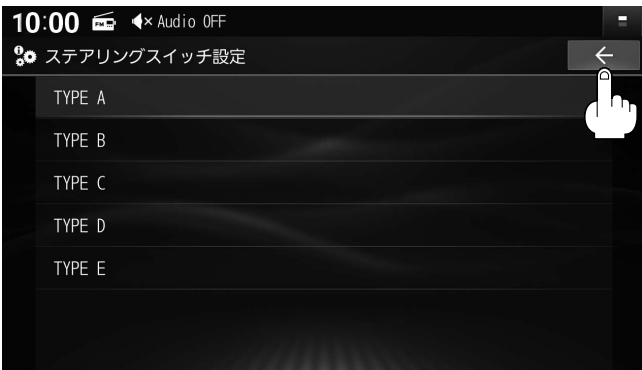 10:00 FM Audio OFF
ステアリングスイッチ設定
TYPE A
TYPE B
TYPE C
TYPE D
TYPE E